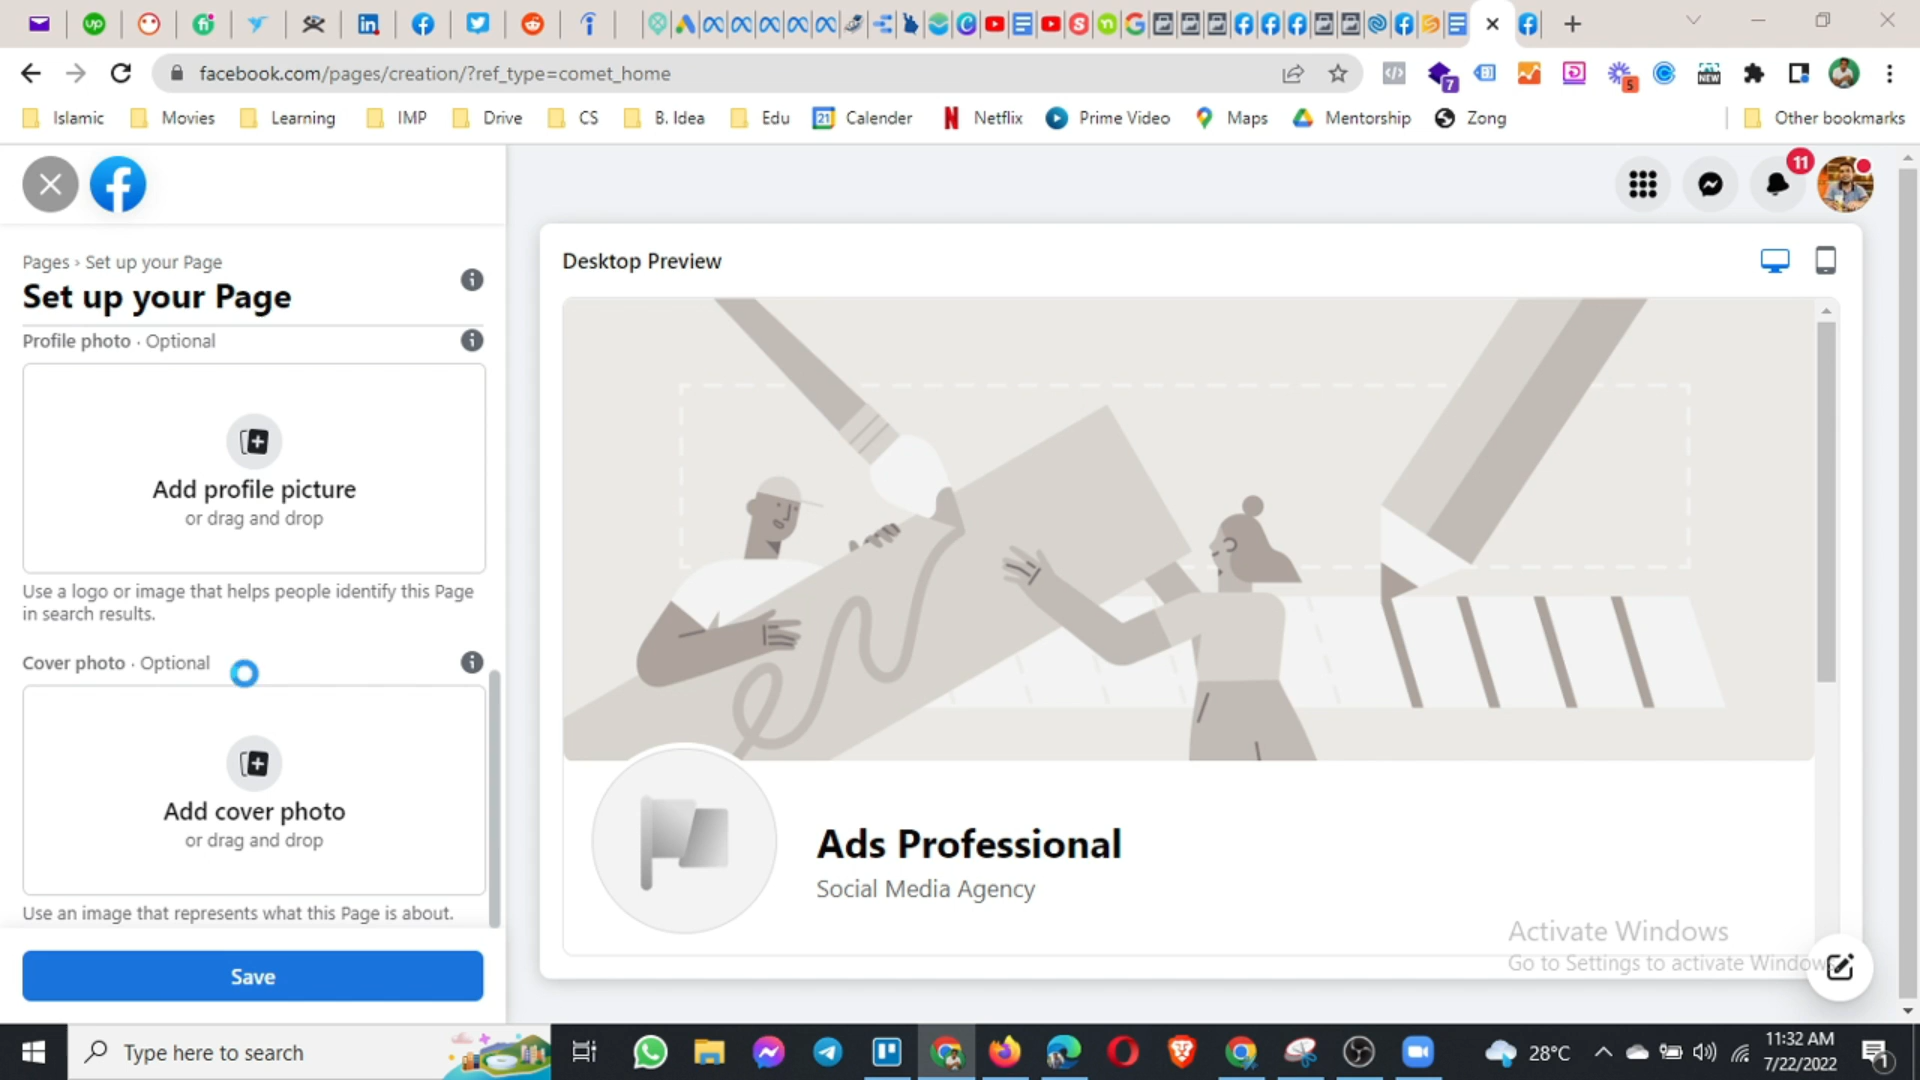 facebook.com/pages/creation/?ref_type=comet_home
7
5
NEW
Islamic
Movies
Learning
IMP
Drive
CS
B. Idea
Edu
21
Calender
Netflix
Prime Video
Maps
Mentorship
Zong
Other bookmarks
11
Pages › Set up your Page
Set up your Page
Profile photo · Optional
Add profile picture
or drag and drop
Use a logo or image that helps people identify this Page
in search results.
Cover photo · Optional
Add cover photo
or drag and drop
Use an image that represents what this Page is about.
Save
Desktop Preview
Ads Professional
Social Media Agency
Activate Windows
Go to Settings to activate Windows
Type here to search
28°C
11:32 AM
7/22/2022
1